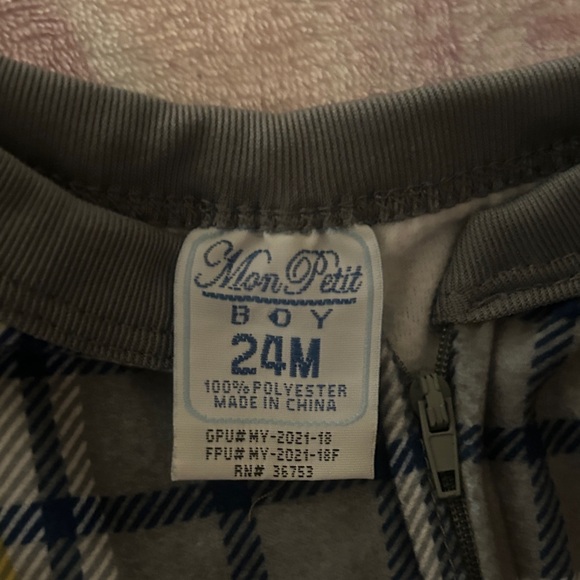 Mon Petit
BOY
24M
100% POLYESTER
MADE IN CHINA
GPU# MY-2021-18
FPU# MY-2021-18F
RN# 36753